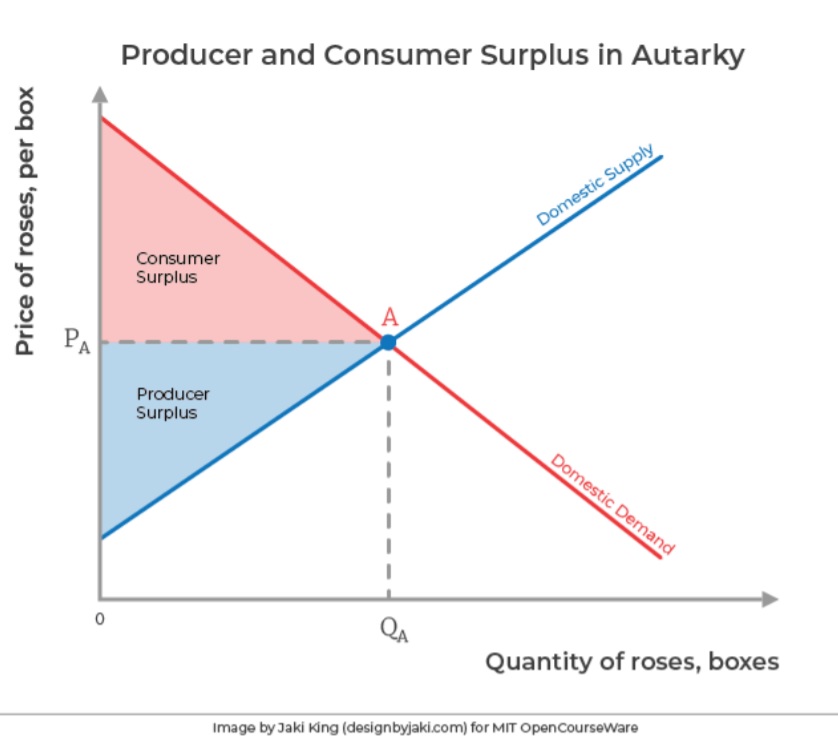 Producer and Consumer Surplus in Autarky
Price of roses, per box
Domestic Supply
Consumer
Surplus
A
P_A
Producer
Surplus
Domestic Demand
0
Q_A
Quantity of roses, boxes
Image by Jaki King (designbyjaki.com) for MIT OpenCourseWare